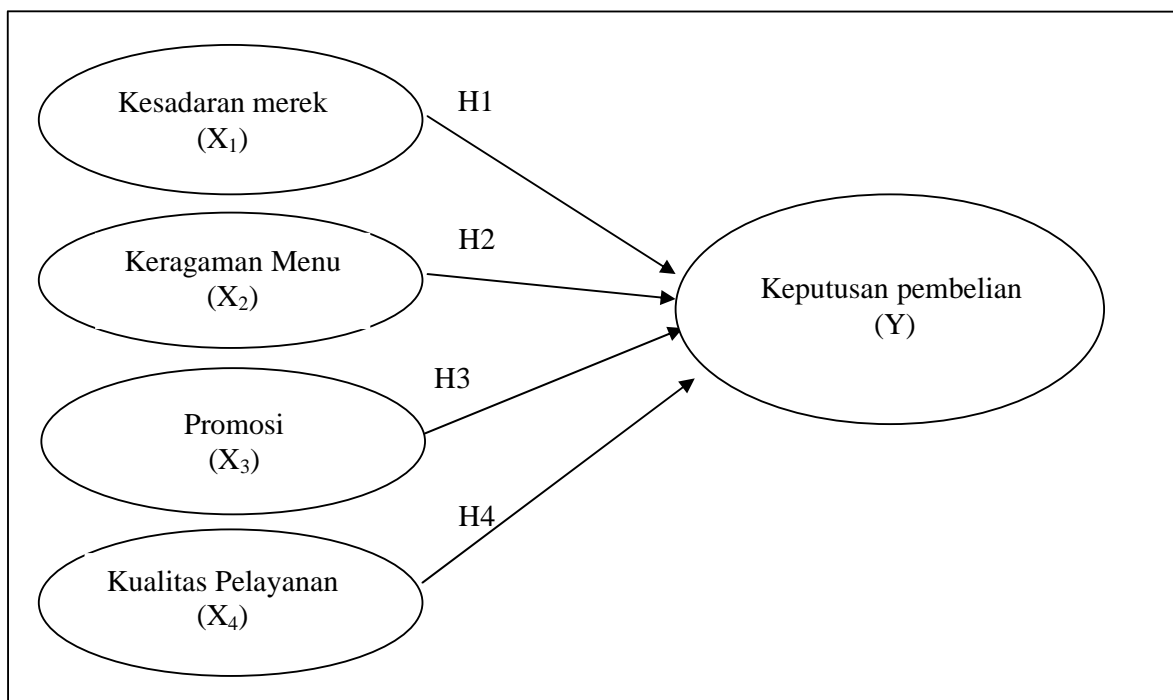 Kesadaran merek
(X₁)
H1
Keragaman Menu
(X₂)
H2
Promosi
(X₃)
H3
Kualitas Pelayanan
(X₄)
H4
Keputusan pembelian
(Y)